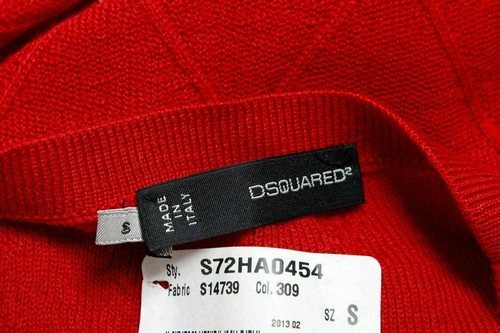 DSQUARED²
MADE
IN
ITALY
S
Sty. S72HA0454
Fabric S14739 Col. 309
SZ S
2013 02